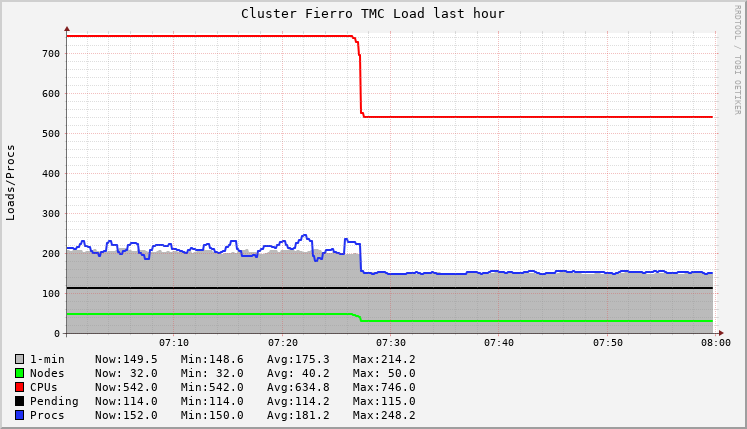 Cluster Fierro TMC Load last hour
RRDTOOL / TOBI OETIKER
Loads/Procs
700
600
500
400
300
200
100
0
07:10 07:20 07:30 07:40 07:50 08:00
1-min Now:149.5 Min:148.6 Avg:175.3 Max:214.2
Nodes Now: 32.0 Min: 32.0 Avg: 40.2 Max: 50.0
CPUs Now:542.0 Min:542.0 Avg:634.8 Max:746.0
Pending Now:114.0 Min:114.0 Avg:114.2 Max:115.0
Procs Now:152.0 Min:150.0 Avg:181.2 Max:248.2